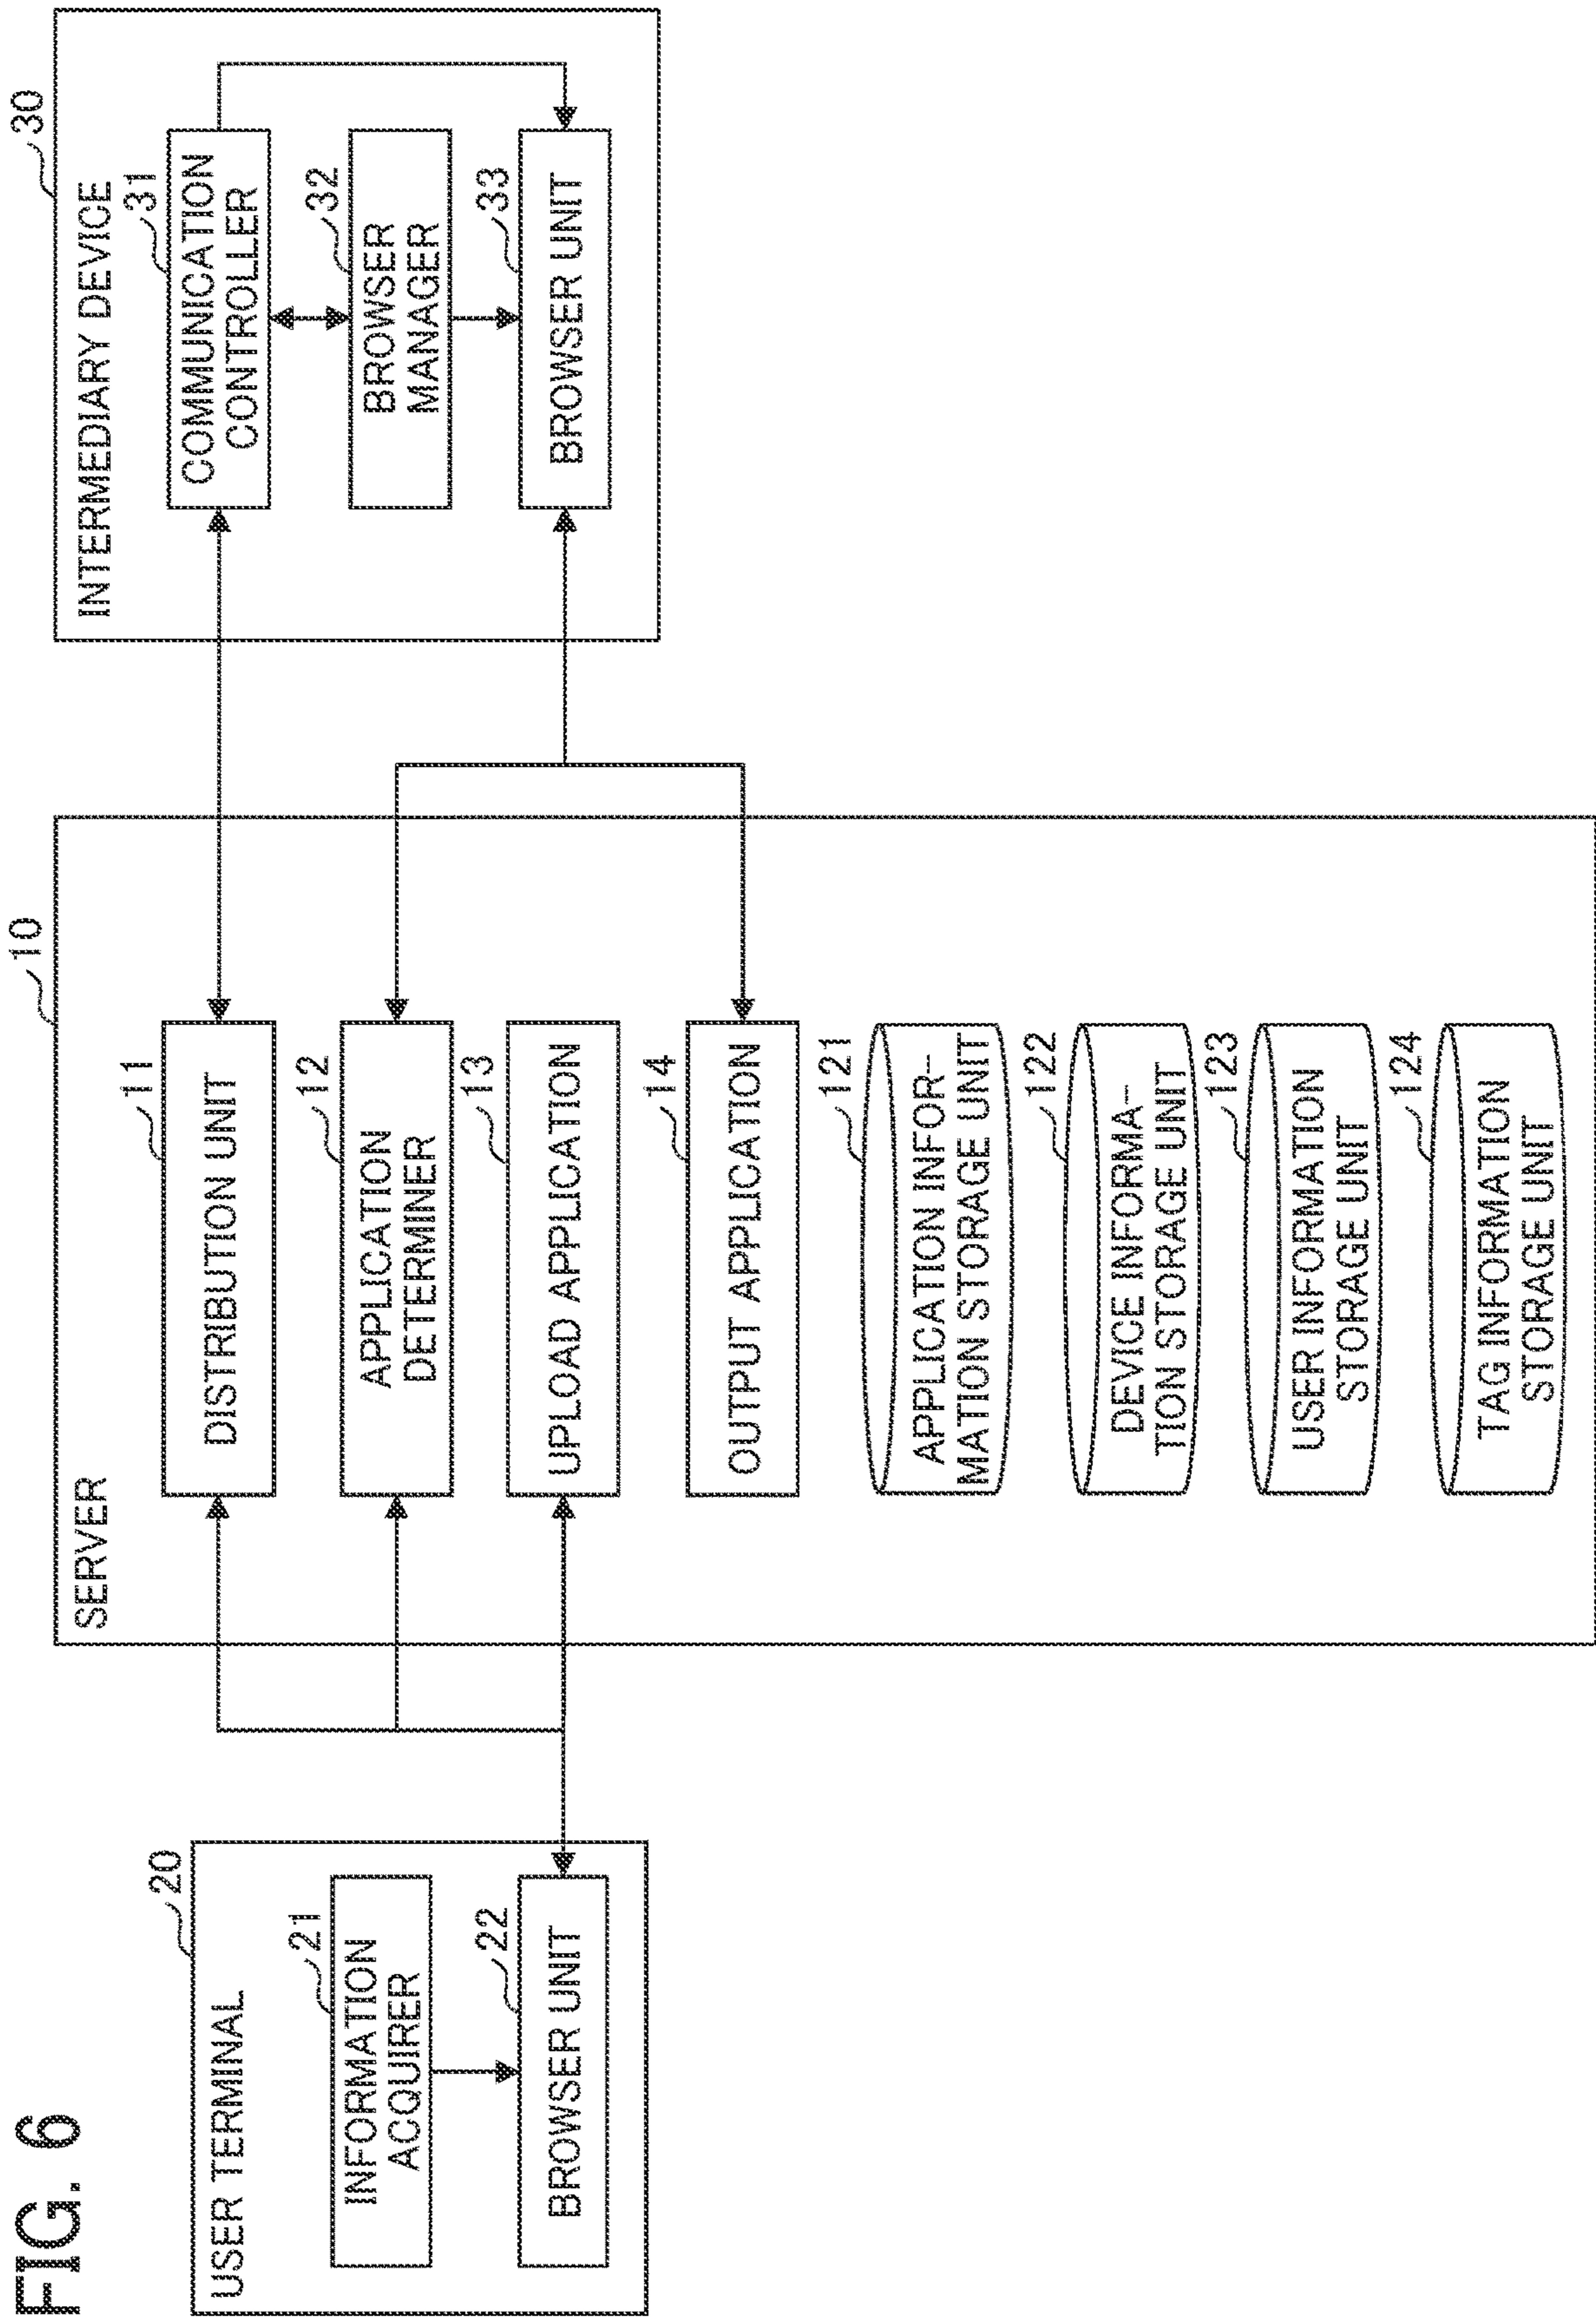 FIG. 6
USER TERMINAL
20
21
INFORMATION
ACQUIRER
22
BROWSER UNIT
SERVER
10
11
DISTRIBUTION UNIT
12
APPLICATION
DETERMINER
13
UPLOAD APPLICATION
14
OUTPUT APPLICATION
121
APPLICATION INFOR-
MATION STORAGE UNIT
122
DEVICE INFORMA-
TION STORAGE UNIT
123
USER INFORMATION
STORAGE UNIT
124
TAG INFORMATION
STORAGE UNIT
INTERMEDIARY DEVICE
30
31
COMMUNICATION
CONTROLLER
32
BROWSER
MANAGER
33
BROWSER UNIT